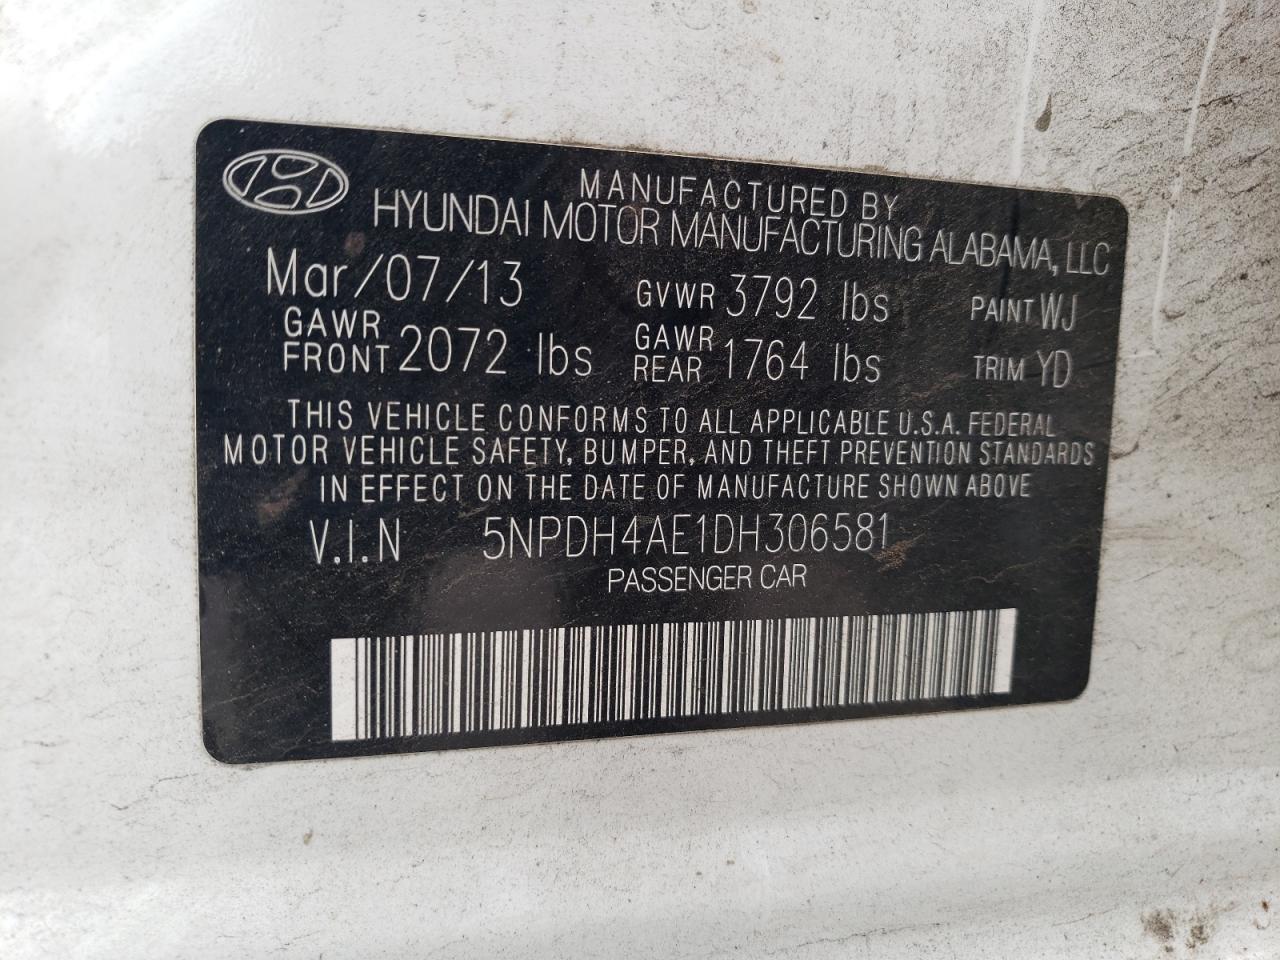 MANUFACTURED BY
HYUNDAI MOTOR MANUFACTURING ALABAMA, LLC
Mar/07/13 GVWR 3792 lbs PAINT WJ
GAWR FRONT 2072 lbs GAWR REAR 1764 lbs TRIM YD
THIS VEHICLE CONFORMS TO ALL APPLICABLE U.S.A. FEDERAL
MOTOR VEHICLE SAFETY, BUMPER, AND THEFT PREVENTION STANDARDS
IN EFFECT ON THE DATE OF MANUFACTURE SHOWN ABOVE
V.I.N 5NPDH4AE1DH306581
PASSENGER CAR